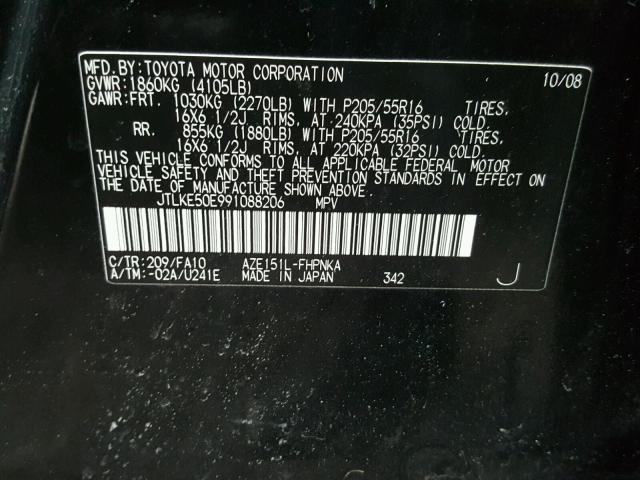 MFD.BY:TOYOTA MOTOR CORPORATION 10/08
GVWR:1860KG (4105LB)
GAWR:FRT. 1030KG (2270LB) WITH P205/55R16 TIRES,
16X6 1/2J RIMS, AT 240KPA (35PSI) COLD.
RR. 855KG (1880LB) WITH P205/55R16 TIRES,
16X6 1/2J RIMS, AT 220KPA (32PSI) COLD.
THIS VEHICLE CONFORMS TO ALL APPLICABLE FEDERAL MOTOR
VEHICLE SAFETY AND THEFT PREVENTION STANDARDS IN EFFECT ON
THE DATE OF MANUFACTURE SHOWN ABOVE.
JTLKE50E991088206 MPV
C/TR:209/FA10 AZE151L-FHPNKA
A/TM:-02A/U241E MADE IN JAPAN 342 J